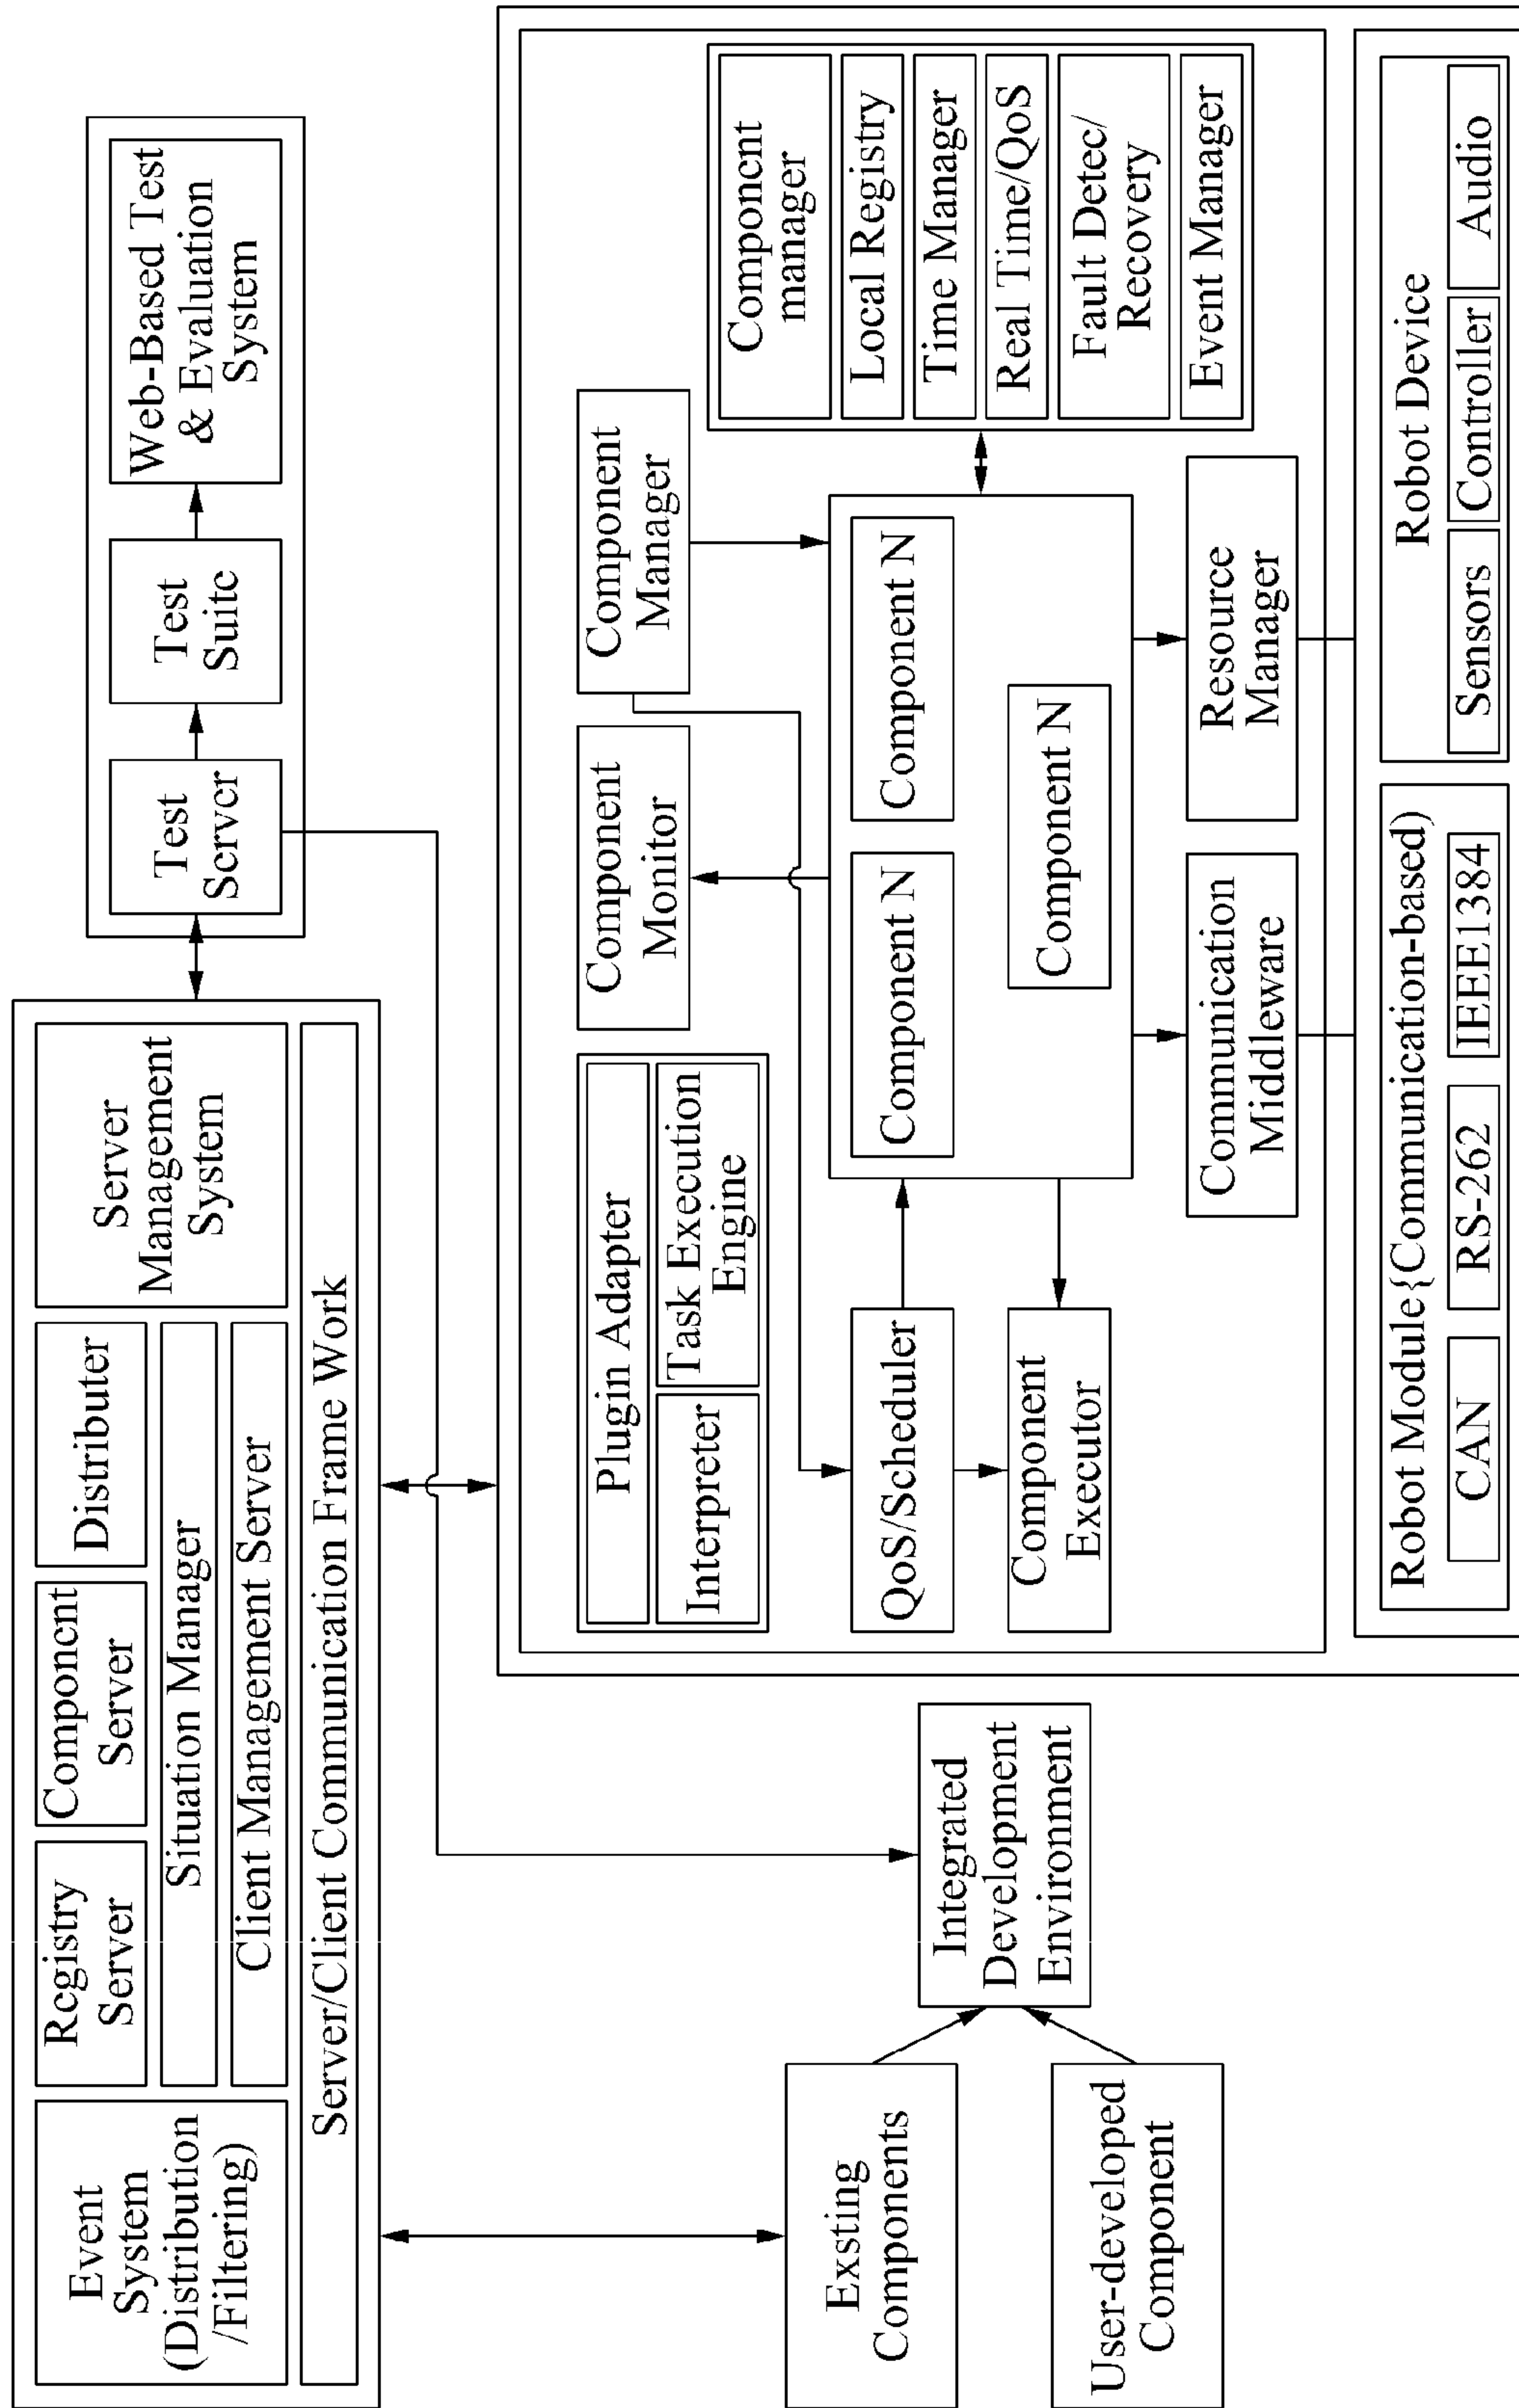 Event
System
(Distribution
/Filtering)
Registry
Server
Component
Server
Distributer
Situation Manager
Client Management Server
Server
Management
System
Server/Client Communication Frame Work
Test
Server
Test
Suite
Web-Based Test
& Evaluation
System
Exsting
Components
User-developed
Component
Integrated
Development
Environment
Plugin Adapter
Interpreter
Task Execution
Engine
Component
Monitor
Component
Manager
QoS/Scheduler
Component
Executor
Component N
Component N
Component N
Component
manager
Local Registry
Time Manager
Real Time/QoS
Fault Detec/
Recovery
Event Manager
Communication
Middleware
Resource
Manager
Robot Module{Communication-based)
CAN
RS-262
IEEE1384
Robot Device
Sensors
Controller
Audio